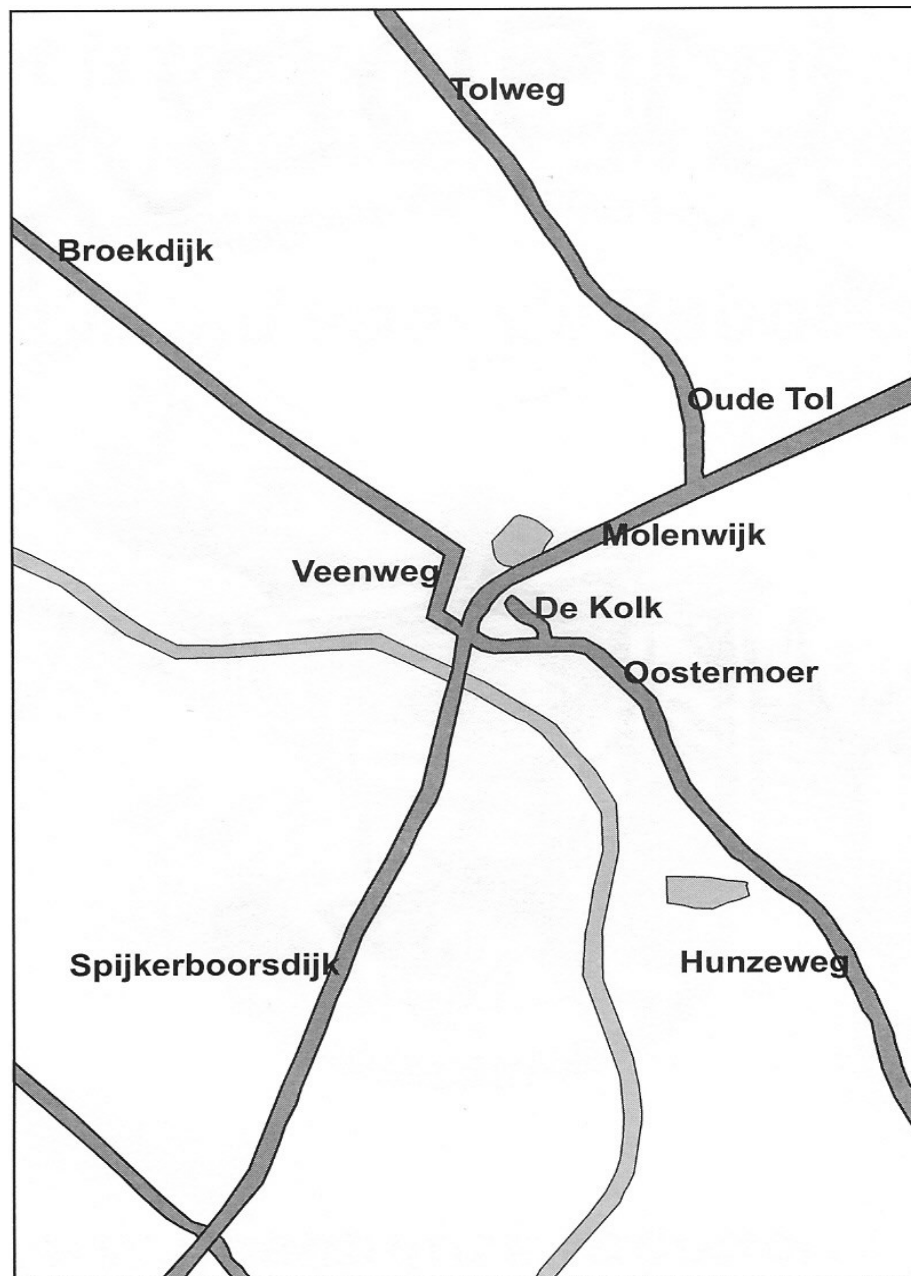 Tolweg
Broekdijk
Oude Tol
Molenwijk
Veenweg
De Kolk
Oostermoer
Spijkerboorsdijk
Hunzeweg